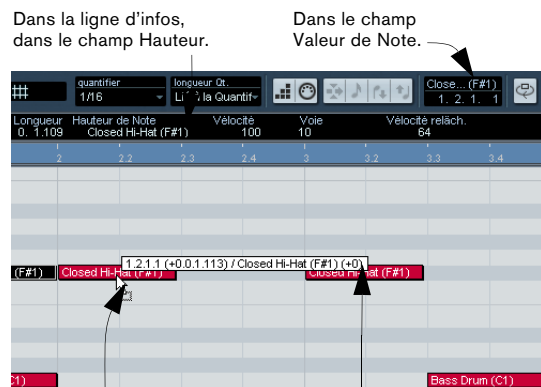 Dans la ligne d’infos,
dans le champ Hauteur.
Dans le champ
Valeur de Note.
quantifier
1/16
longueur Qt.
la Quantif
Close... (F#1)
1. 2. 1. 1
Longueur
0. 1.109
Hauteur de Note
Closed Hi-Hat (F#1)
Vélocité
100
Voie
10
Vélocité relâch.
64
2 2.2 2.3 2.4 3 3.2 3.3 3.4
1.2.1.1 (+0.0.1.113) / Closed Hi-Hat (F#1) (+0)
(F#1)
Closed Hi-Hat (F#1)
Closed Hi-Hat (F#1)
C1)
Bass Drum (C1)